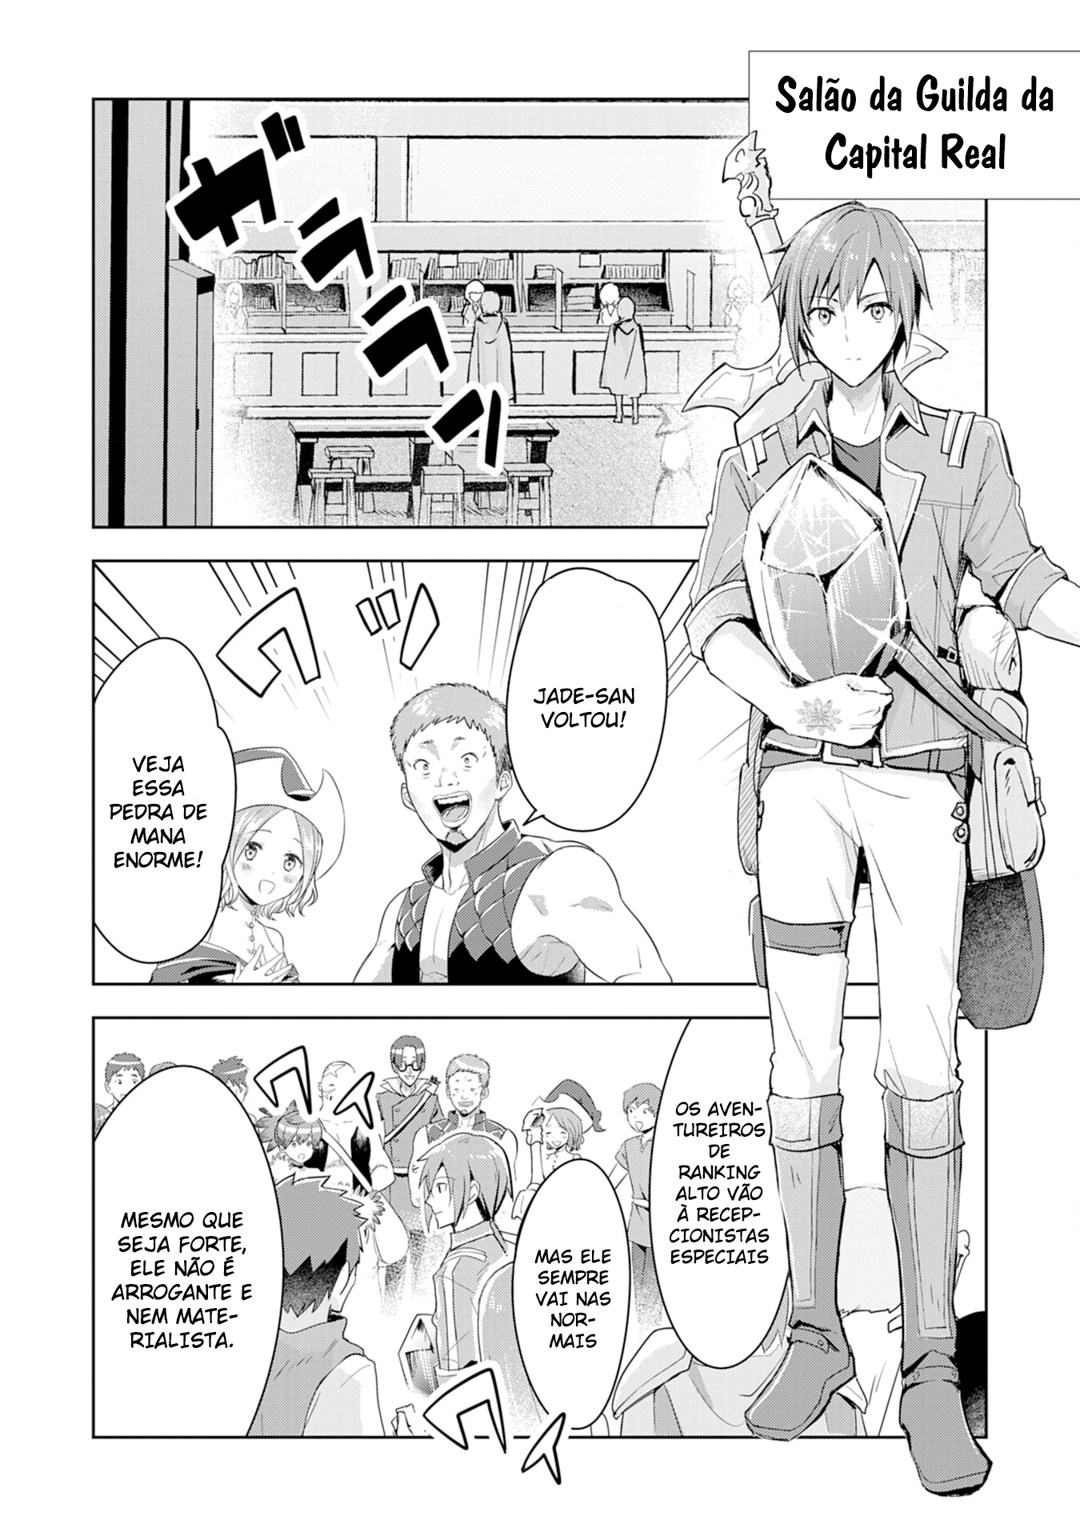 Salão da Guilda da
Capital Real
ガララララ
JADE-SAN
VOLTOU!
VEJA
ESSA
PEDRA DE
MANA
ENORME!
ワイ
OS AVEN-
TUREIROS
DE
RANKING
ALTO VÃO
À RECEP-
CIONISTAS
ESPECIAIS
MAS ELE
SEMPRE
VAI NAS
NOR-
MAIS
MESMO QUE
SEJA FORTE,
ELE NÃO É
ARROGANTE E
NEM MATE-
RIALISTA.
ワイ
ワイ